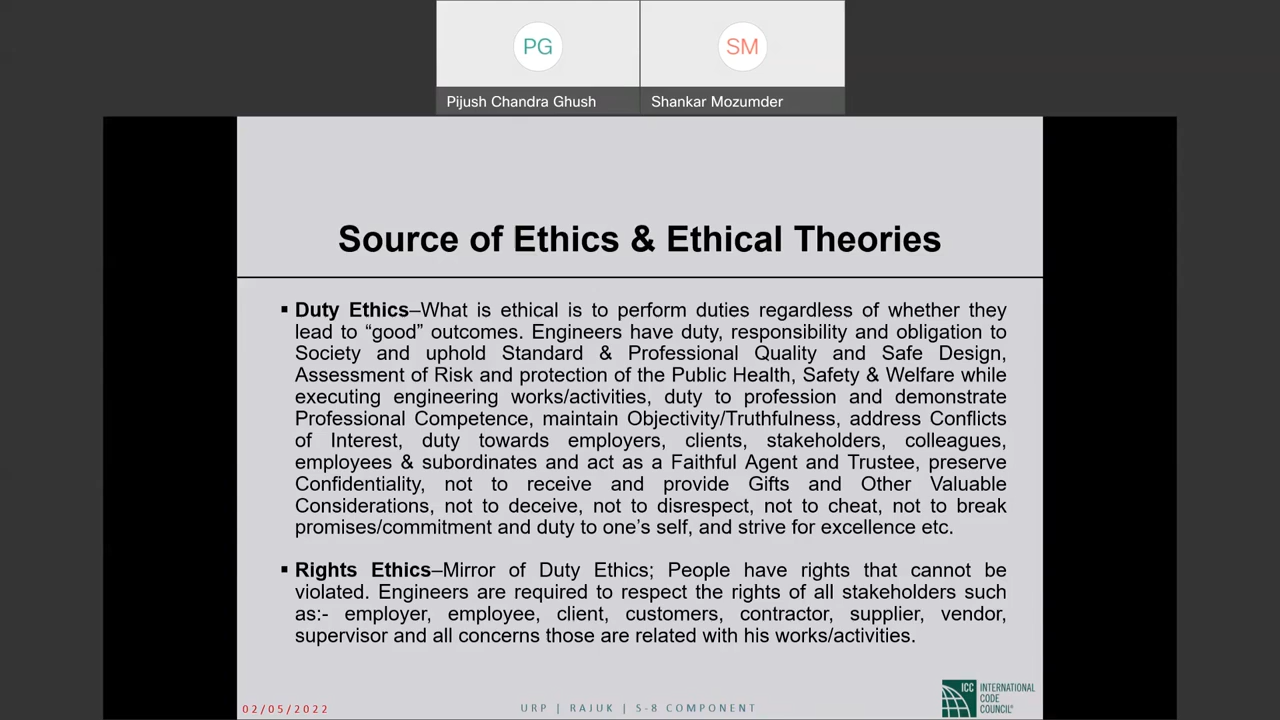 PG
SM
Pijush Chandra Ghush
Shankar Mozumder
Source of Ethics & Ethical Theories
▪ Duty Ethics–What is ethical is to perform duties regardless of whether they
lead to “good” outcomes. Engineers have duty, responsibility and obligation to
Society and uphold Standard & Professional Quality and Safe Design,
Assessment of Risk and protection of the Public Health, Safety & Welfare while
executing engineering works/activities, duty to profession and demonstrate
Professional Competence, maintain Objectivity/Truthfulness, address Conflicts
of Interest, duty towards employers, clients, stakeholders, colleagues,
employees & subordinates and act as a Faithful Agent and Trustee, preserve
Confidentiality, not to receive and provide Gifts and Other Valuable
Considerations, not to deceive, not to disrespect, not to cheat, not to break
promises/commitment and duty to one’s self, and strive for excellence etc.
▪ Rights Ethics–Mirror of Duty Ethics; People have rights that cannot be
violated. Engineers are required to respect the rights of all stakeholders such
as:- employer, employee, client, customers, contractor, supplier, vendor,
supervisor and all concerns those are related with his works/activities.
02/05/2022
URP | RAJUK | S-8 COMPONENT
ICC
INTERNATIONAL
CODE
COUNCIL®